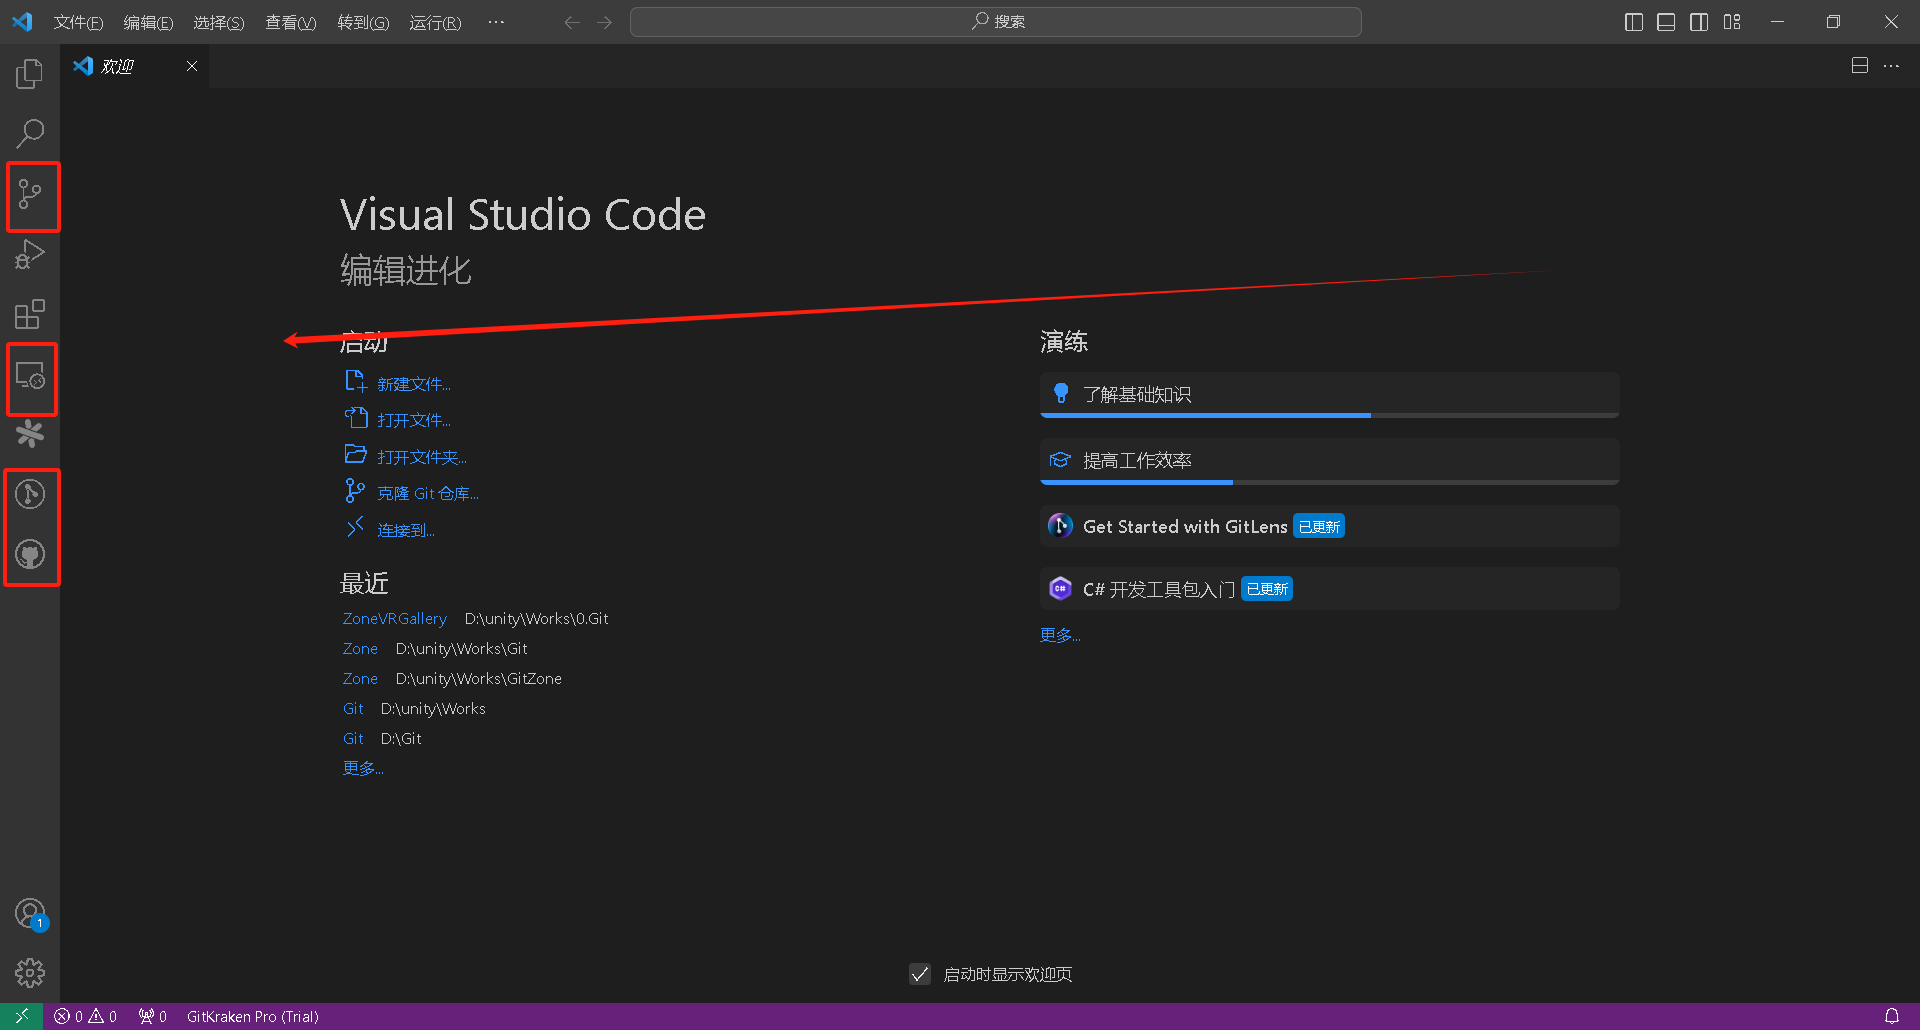 文件(F) 编辑(E) 选择(S) 查看(V) 转到(G) 运行(R) ··· 搜索
欢迎
Visual Studio Code
编辑进化
启动
新建文件...
打开文件...
打开文件夹...
克隆 Git 仓库...
连接到...
最近
ZoneVRGallery D:\unity\Works\0.Git
Zone D:\unity\Works\Git
Zone D:\unity\Works\GitZone
Git D:\unity\Works
Git D:\Git
更多...
演练
了解基础知识
提高工作效率
Get Started with GitLens 已更新
C# C# 开发工具包入门 已更新
更多...
1
启动时显示欢迎页
0 0 0 GitKraken Pro (Trial)